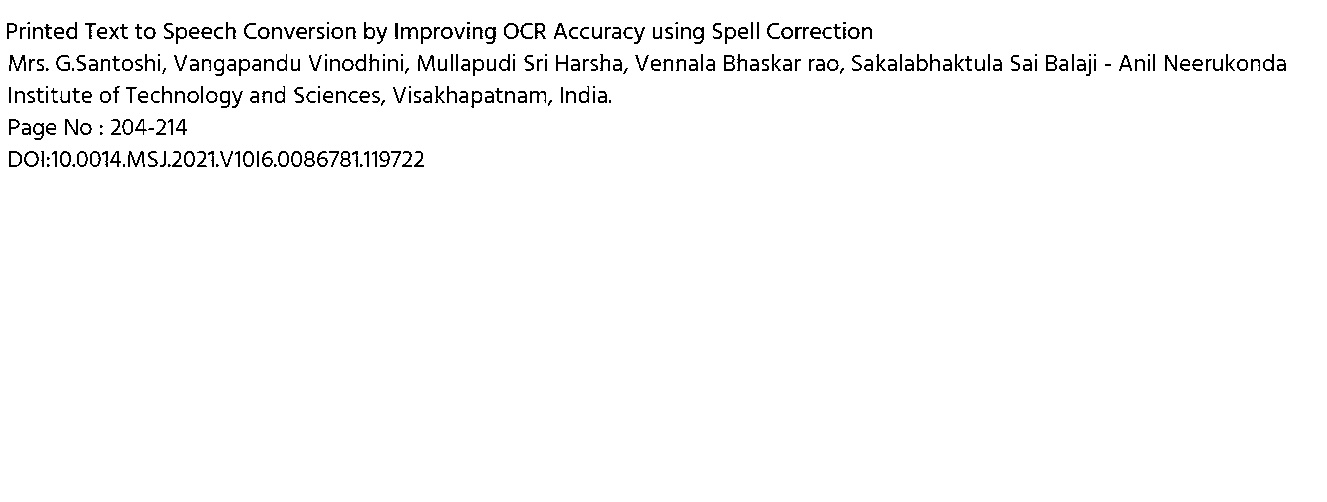 Printed Text to Speech Conversion by Improving OCR Accuracy using Spell Correction
Mrs. G.Santoshi, Vangapandu Vinodhini, Mullapudi Sri Harsha, Vennala Bhaskar rao, Sakalabhaktula Sai Balaji - Anil Neerukonda
Institute of Technology and Sciences, Visakhapatnam, India.
Page No : 204-214
DOI:10.0014.MSJ.2021.V10I6.0086781.119722